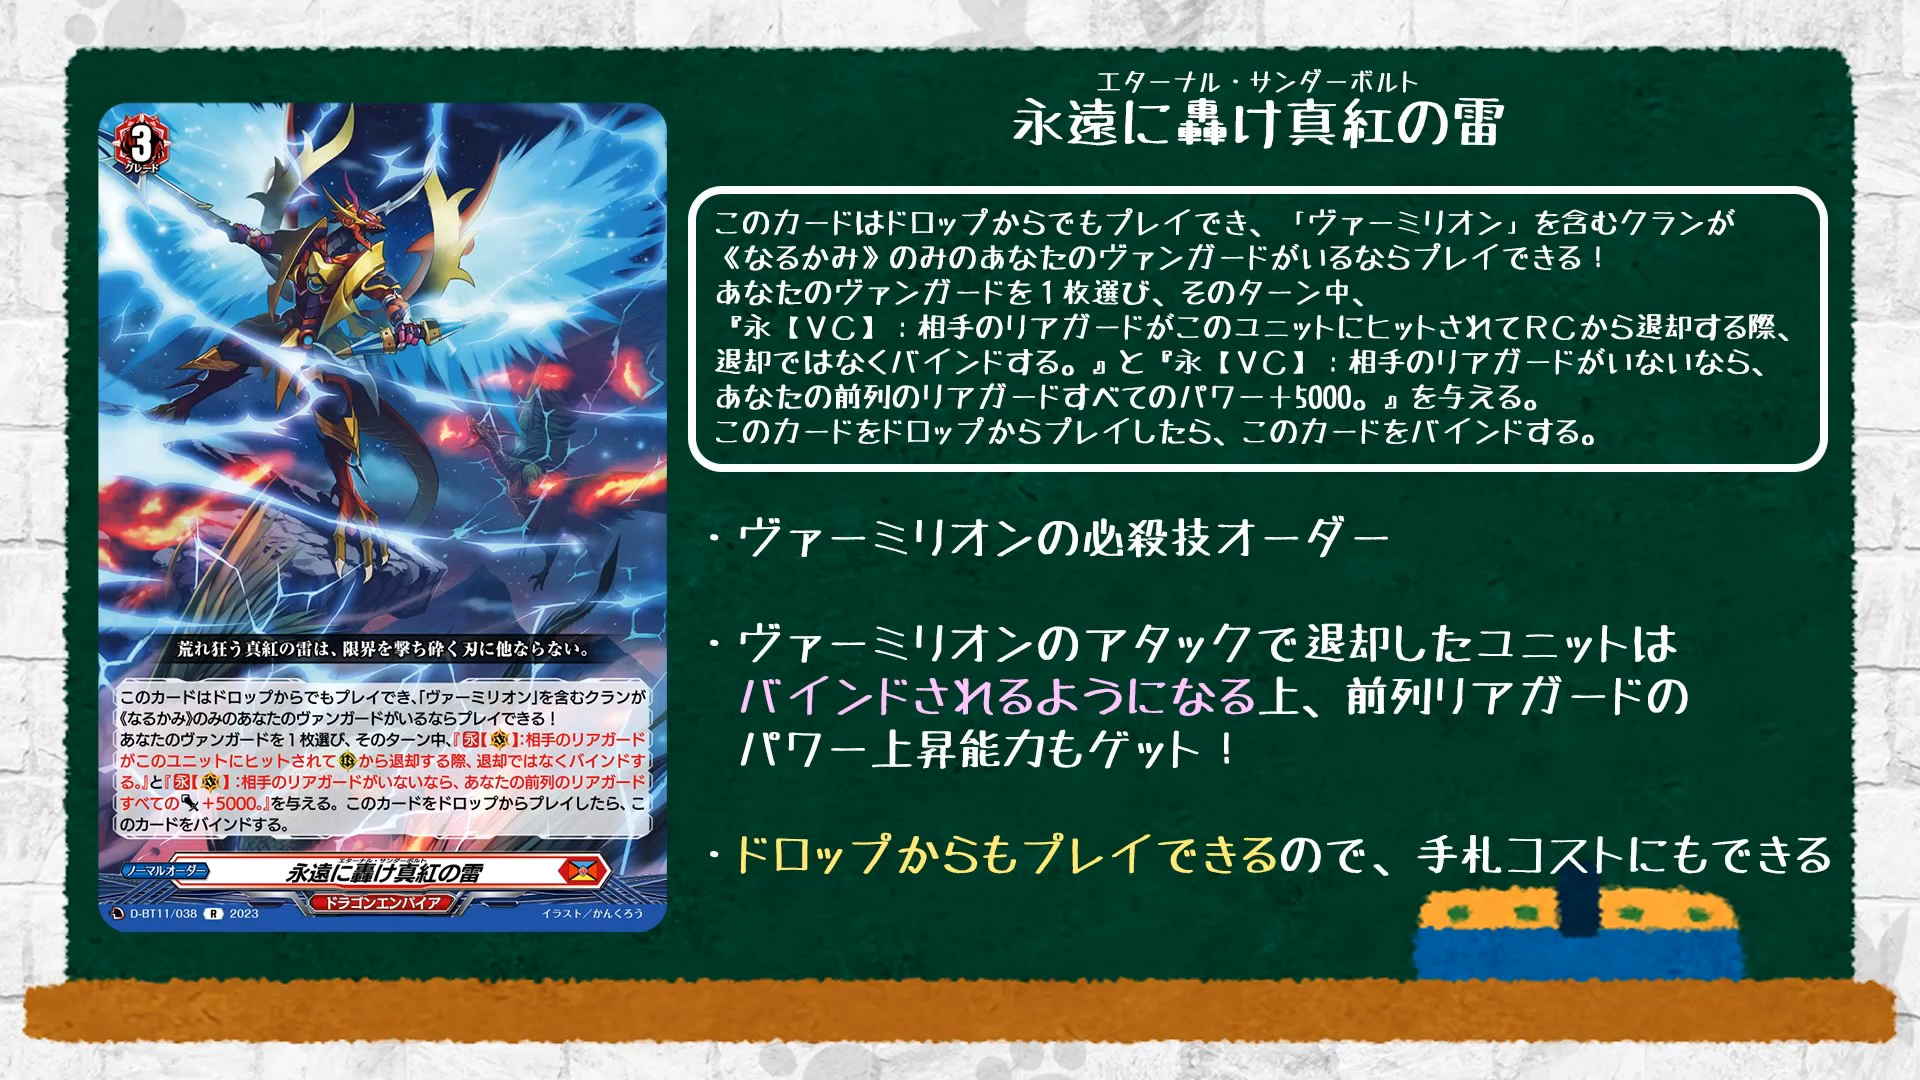 エターナル・サンダーボルト
永遠に轟け真紅の雷
このカードはドロップからでもプレイでき、「ヴァーミリオン」を含むクランが
《なるかみ》のみのあなたのヴァンガードがいるならプレイできる！
あなたのヴァンガードを１枚選び、そのターン中、
『永【ＶＣ】：相手のリアガードがこのユニットにヒットされてＲＣから退却する際、
退却ではなくバインドする。』と『永【ＶＣ】：相手のリアガードがいないなら、
あなたの前列のリアガードすべてのパワー＋5000。』を与える。
このカードをドロップからプレイしたら、このカードをバインドする。
・ヴァーミリオンの必殺技オーダー
・ヴァーミリオンのアタックで退却したユニットは
バインドされるようになる上、前列リアガードの
パワー上昇能力もゲット！
・ドロップからもプレイできるので、手札コストにもできる
3
グレード
荒れ狂う真紅の雷は、限界を撃ち砕く刃に他ならない。
このカードはドロップからでもプレイでき、「ヴァーミリオン」を含むクランが
《なるかみ》のみのあなたのヴァンガードがいるならプレイできる！
あなたのヴァンガードを１枚選び、そのターン中、『永【】：相手のリアガード
がこのユニットにヒットされてから退却する際、退却ではなくバインドす
る。』と『永【】：相手のリアガードがいないなら、あなたの前列のリアガード
すべての＋5000。』を与える。このカードをドロップからプレイしたら、こ
のカードをバインドする。
ノーマルオーダー
エターナル・サンダーボルト
永遠に轟け真紅の雷
ドラゴンエンパイア
D-BT11/038 R 2023
イラスト／かんくろう